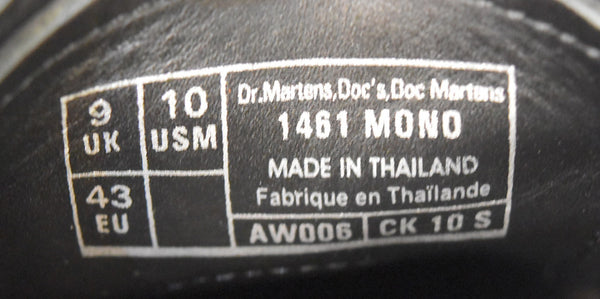 9
UK
10
USM
43
EU
Dr.Martens,Doc's,Doc Martens
1461 MONO
MADE IN THAILAND
Fabrique en Thaïlande
AW006
CK 10 S